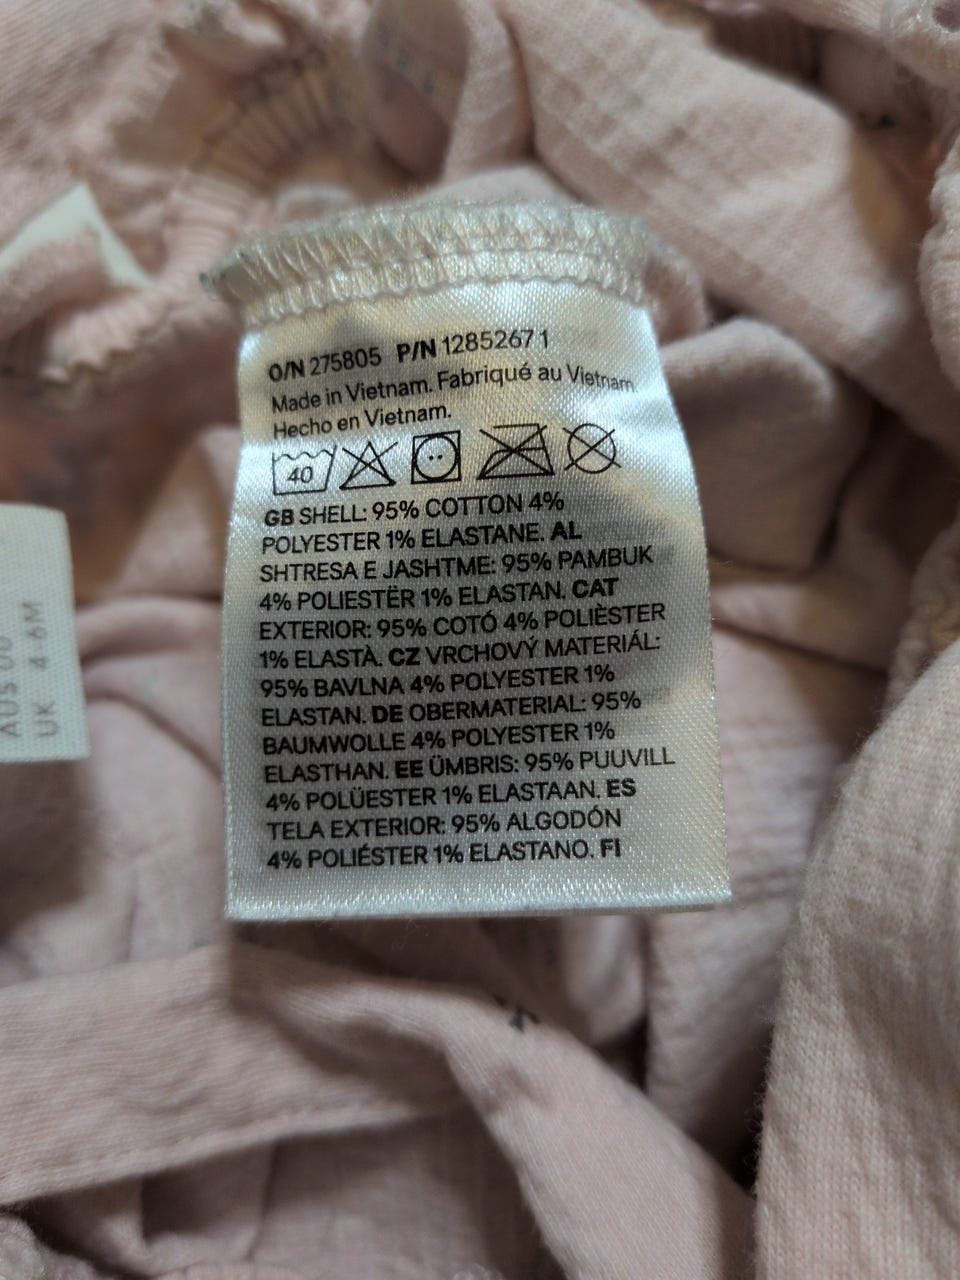 O/N 275805 P/N 1285267 1
Made in Vietnam. Fabriqué au Vietnam.
Hecho en Vietnam.
40
GB SHELL: 95% COTTON 4%
POLYESTER 1% ELASTANE. AL
SHTRESA E JASHTME: 95% PAMBUK
4% POLIESTËR 1% ELASTAN. CAT
EXTERIOR: 95% COTÓ 4% POLIÈSTER
1% ELASTÀ. CZ VRCHOVÝ MATERIÁL:
95% BAVLNA 4% POLYESTER 1%
ELASTAN. DE OBERMATERIAL: 95%
BAUMWOLLE 4% POLYESTER 1%
ELASTHAN. EE ÜMBRIS: 95% PUUVILL
4% POLÜESTER 1% ELASTAAN. ES
TELA EXTERIOR: 95% ALGODÓN
4% POLIÉSTER 1% ELASTANO. FI
UK 4 6M